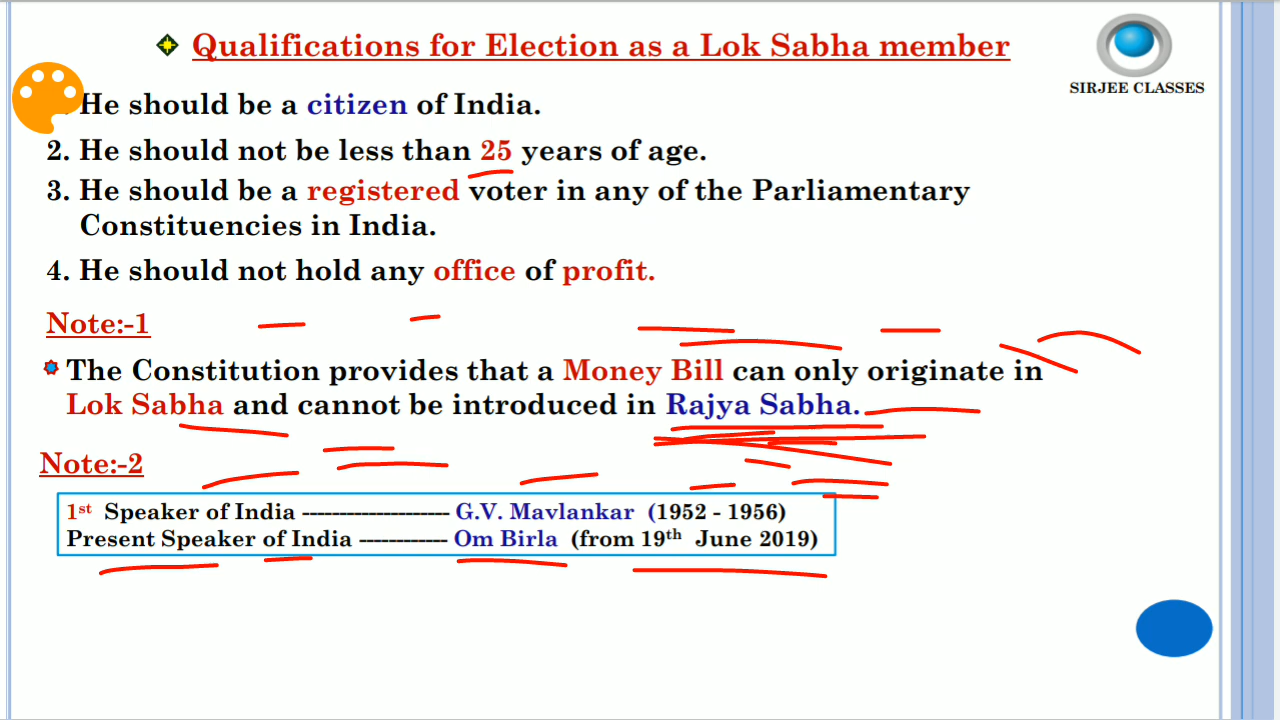 Qualifications for Election as a Lok Sabha member
SIRJEE CLASSES
He should be a citizen of India.
2. He should not be less than 25 years of age.
3. He should be a registered voter in any of the Parliamentary
Constituencies in India.
4. He should not hold any office of profit.
Note:-1
The Constitution provides that a Money Bill can only originate in
Lok Sabha and cannot be introduced in Rajya Sabha.
Note:-2
1st Speaker of India -------------------- G.V. Mavlankar (1952 - 1956)
Present Speaker of India ------------ Om Birla (from 19th June 2019)